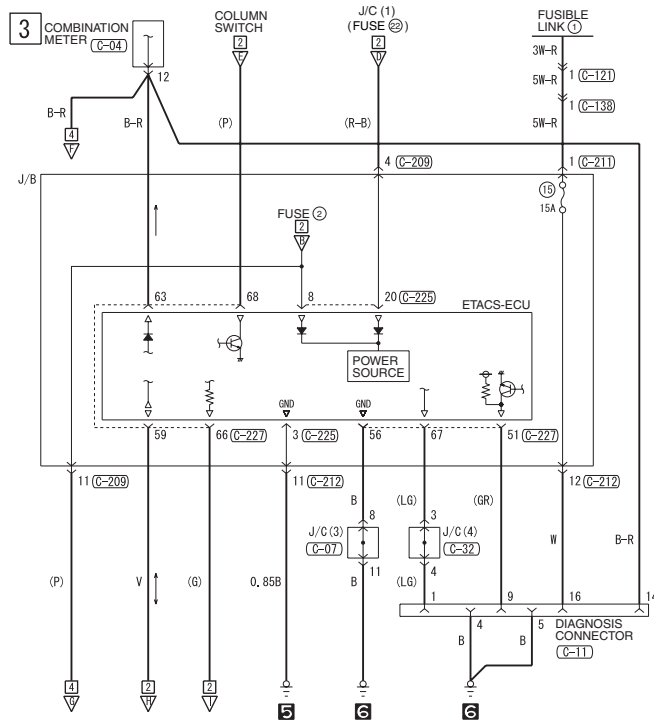 3
COMBINATION
METER
C-04
12
COLUMN
SWITCH
2
E
J/C (1)
(FUSE 22)
2
D
FUSIBLE
LINK 1
3W-R
1 C-121
5W-R
1 C-138
5W-R
B-R
4
F
B-R
(P)
(R-B)
4 C-209
1 C-211
J/B
15
15A
FUSE 2
2
B
63
68
8
20 C-225
ETACS-ECU
POWER
SOURCE
GND
GND
59
66 C-227
3 C-225
56
67
51 C-227
11 C-209
11 C-212
12 C-212
B
(LG)
(GR)
8
3
J/C (3)
C-07
J/C (4)
C-32
W
B-R
11
4
(P)
V
(G)
0. 85B
B
(LG)
1
9
16
14
4
5
DIAGNOSIS
CONNECTOR
C-11
B
B
4
G
2
H
2
I
5
6
6